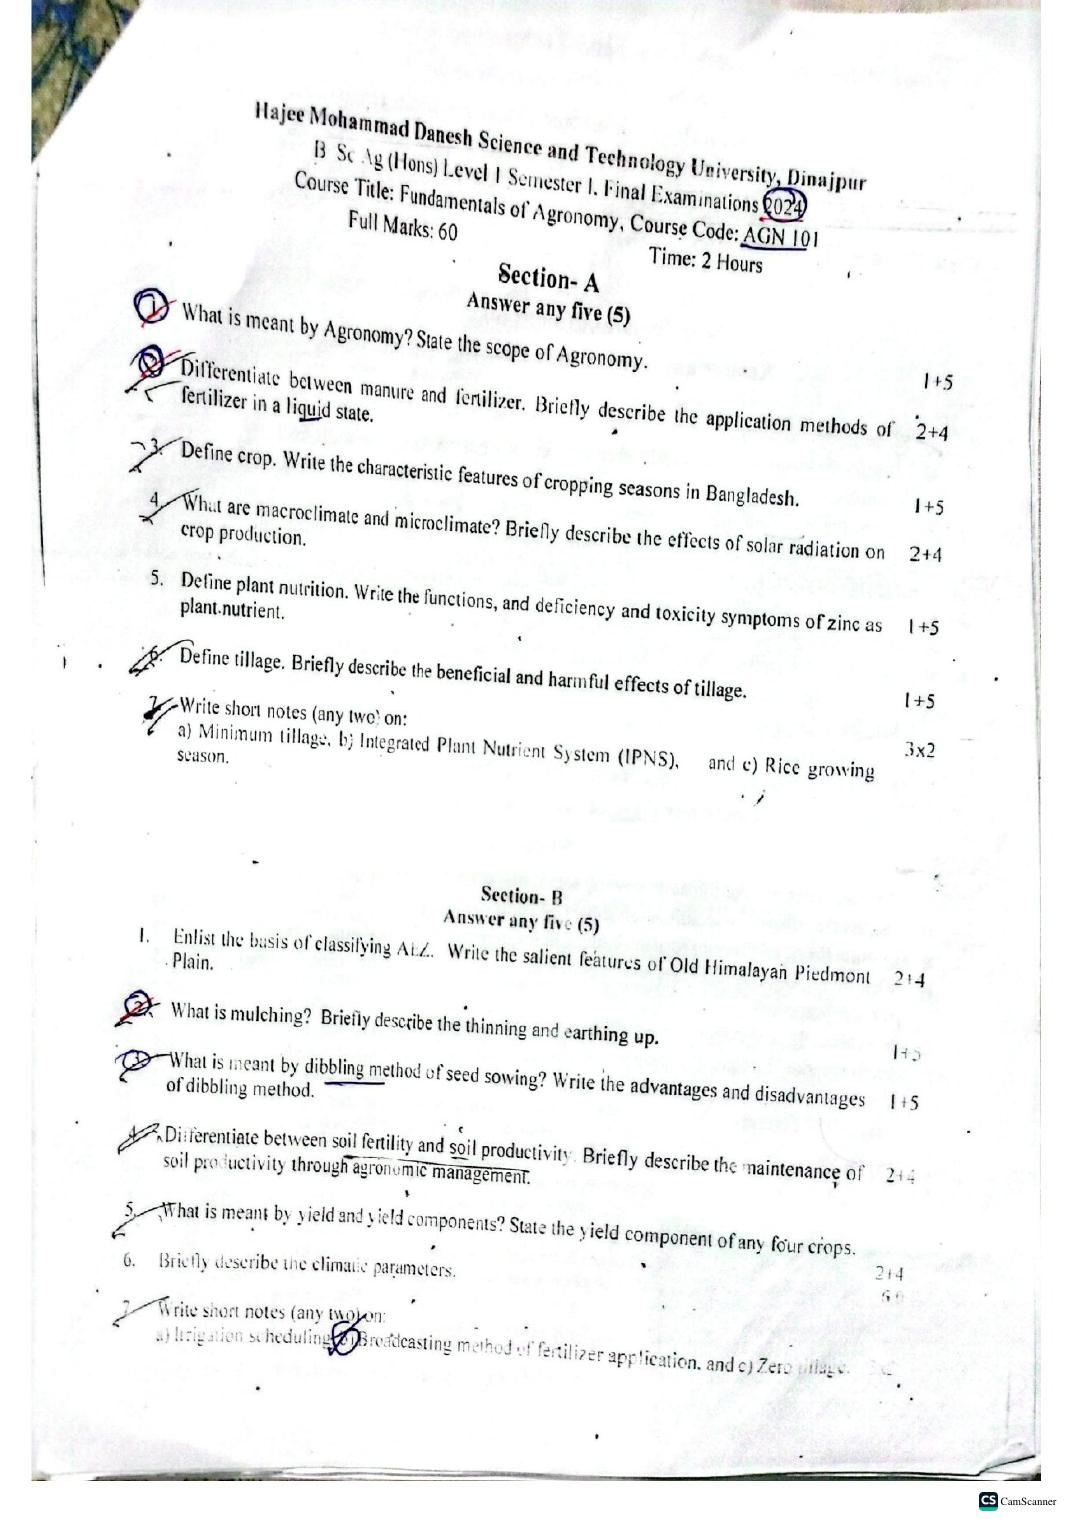 Hajee Mohammad Danesh Science and Technology University, Dinajpur
B Sc Ag (Hons) Level 1 Semester I. Final Examinations 2024
Course Title: Fundamentals of Agronomy, Course Code: AGN 101
Full Marks: 60 Time: 2 Hours
Section- A
Answer any five (5)
1. What is meant by Agronomy? State the scope of Agronomy. 1+5
2. Differentiate between manure and fertilizer. Briefly describe the application methods of 2+4
fertilizer in a liquid state.
3. Define crop. Write the characteristic features of cropping seasons in Bangladesh. 1+5
4. What are macroclimate and microclimate? Briefly describe the effects of solar radiation on 2+4
crop production.
5. Define plant nutrition. Write the functions, and deficiency and toxicity symptoms of zinc as 1+5
plant nutrient.
6. Define tillage. Briefly describe the beneficial and harmful effects of tillage. 1+5
7. Write short notes (any two) on: 3x2
a) Minimum tillage, b) Integrated Plant Nutrient System (IPNS), and c) Rice growing
season.
Section- B
Answer any five (5)
1. Enlist the basis of classifying AEZ. Write the salient features of Old Himalayan Piedmont 2+4
Plain.
2. What is mulching? Briefly describe the thinning and earthing up. 1+5
3. What is meant by dibbling method of seed sowing? Write the advantages and disadvantages 1+5
of dibbling method.
4. Differentiate between soil fertility and soil productivity. Briefly describe the maintenance of 2+4
soil productivity through agronomic management.
5. What is meant by yield and yield components? State the yield component of any four crops. 2+4
6. Briefly describe the climatic parameters.
7. Write short notes (any two) on:
a) Irrigation scheduling, b) Broadcasting method of fertilizer application. and c) Zero tillage.
CS CamScanner